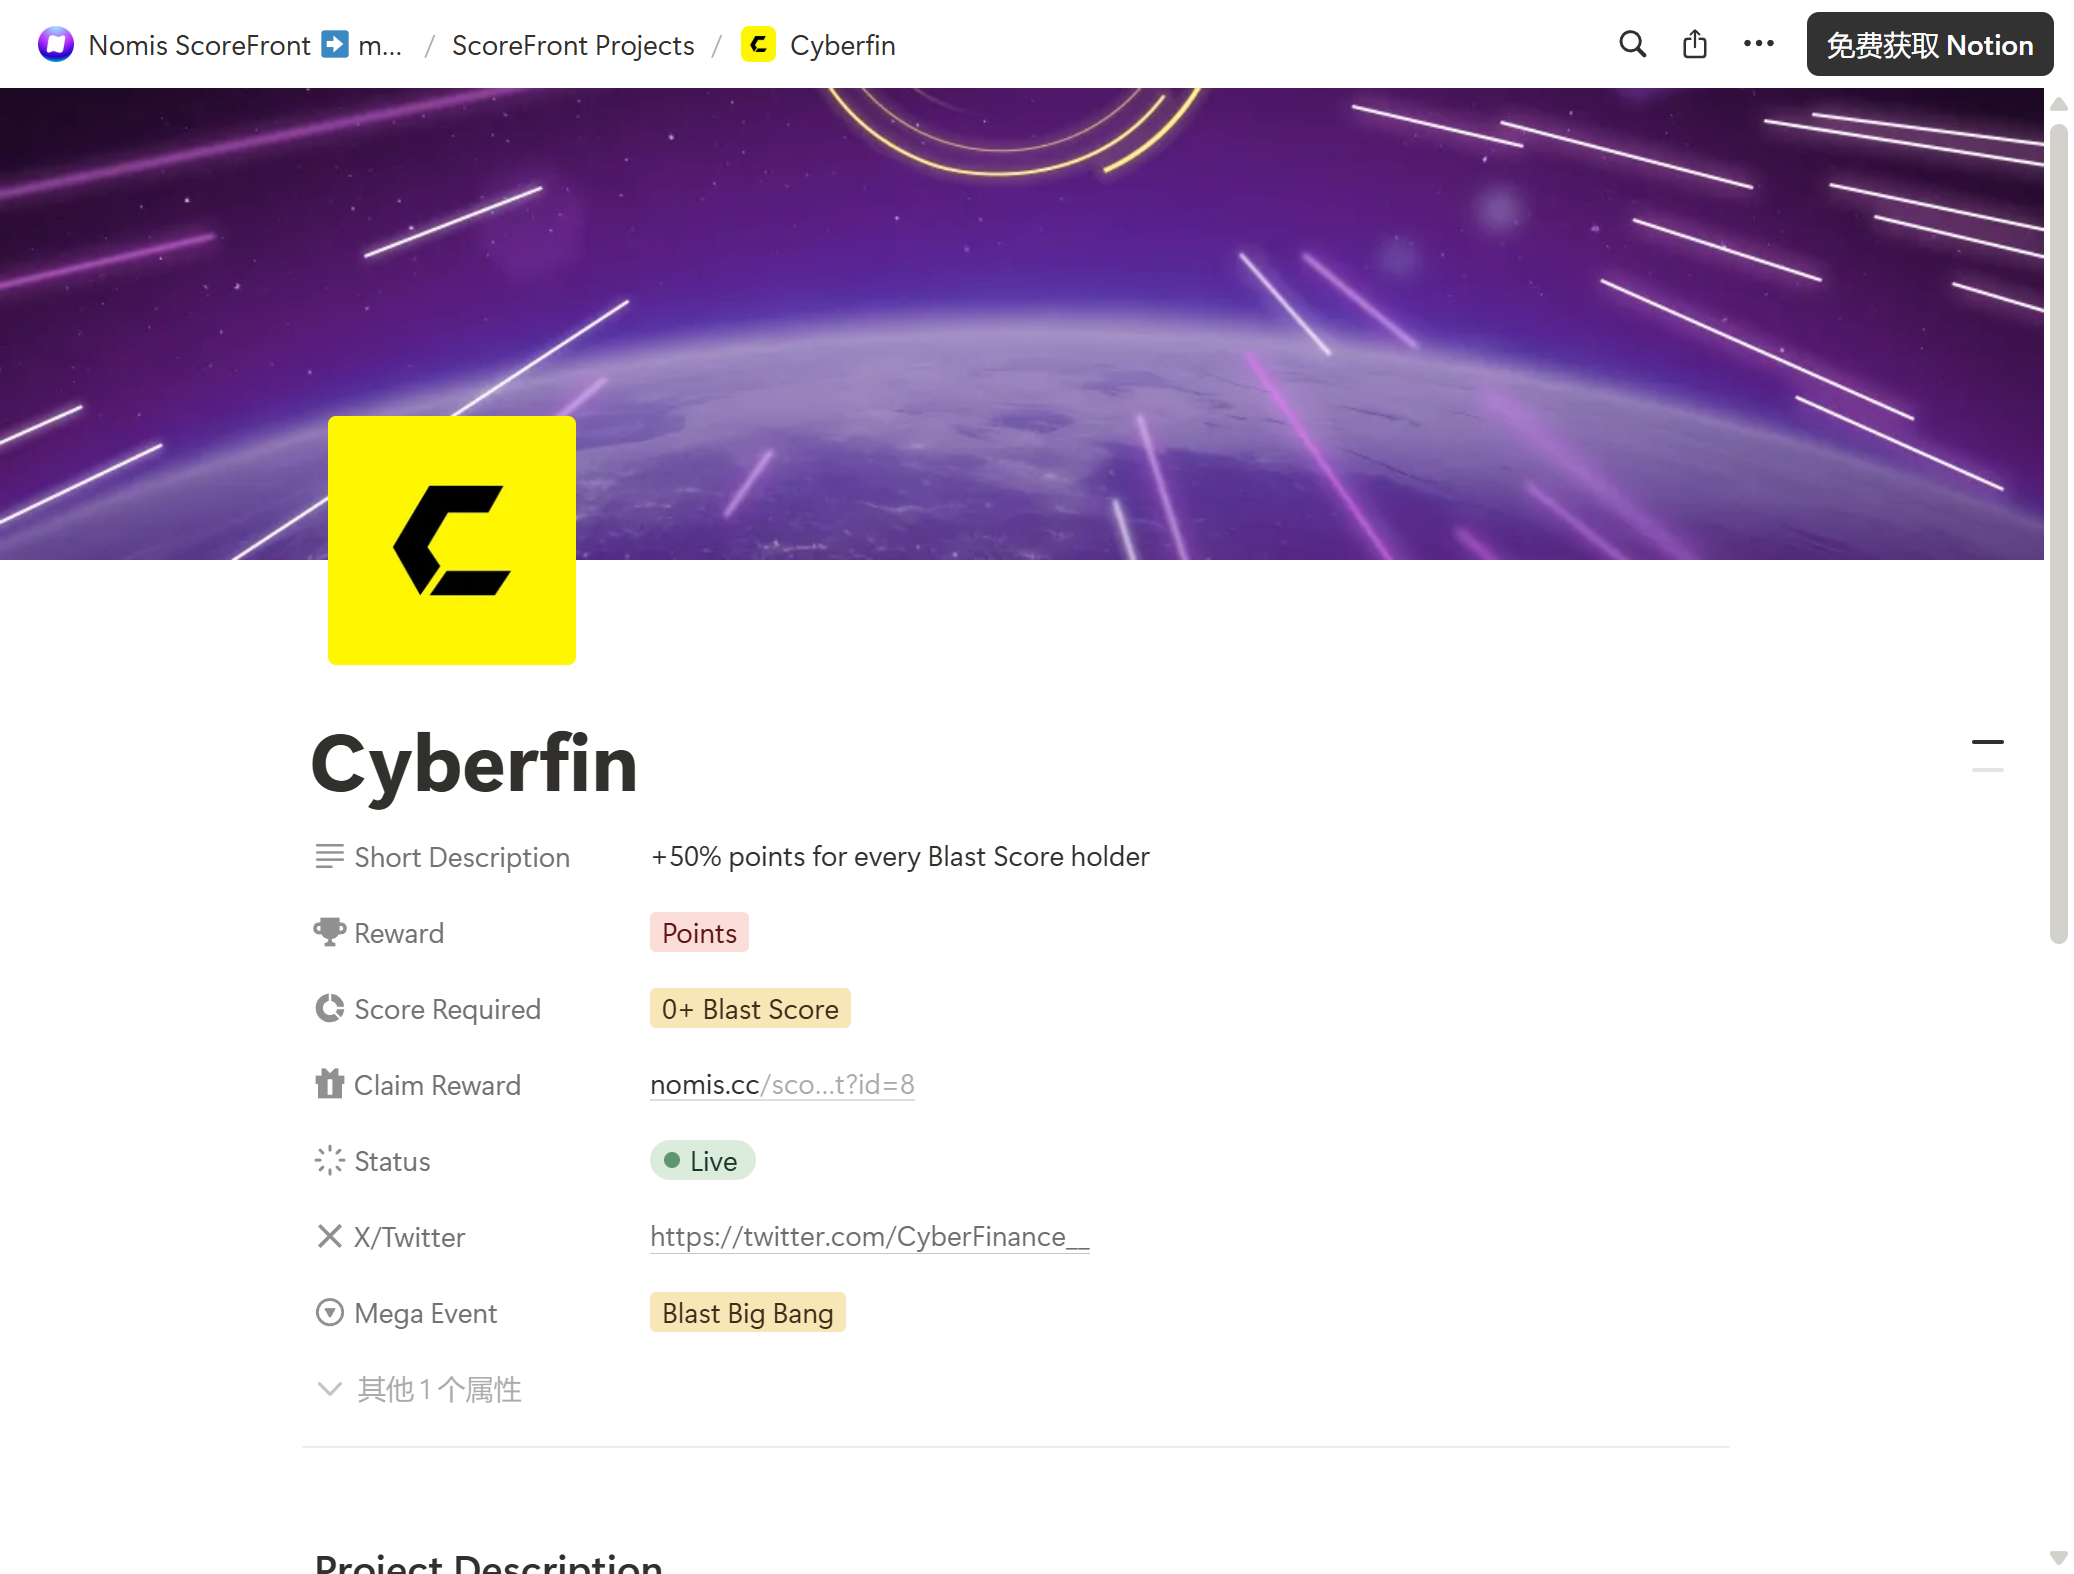 Nomis ScoreFront ➡️ m... / ScoreFront Projects / Cyberfin
免费获取 Notion
Cyberfin
Short Description +50% points for every Blast Score holder
Reward Points
Score Required 0+ Blast Score
Claim Reward nomis.cc/sco...t?id=8
Status Live
X/Twitter https://twitter.com/CyberFinance__
Mega Event Blast Big Bang
其他 1 个属性
Project Description